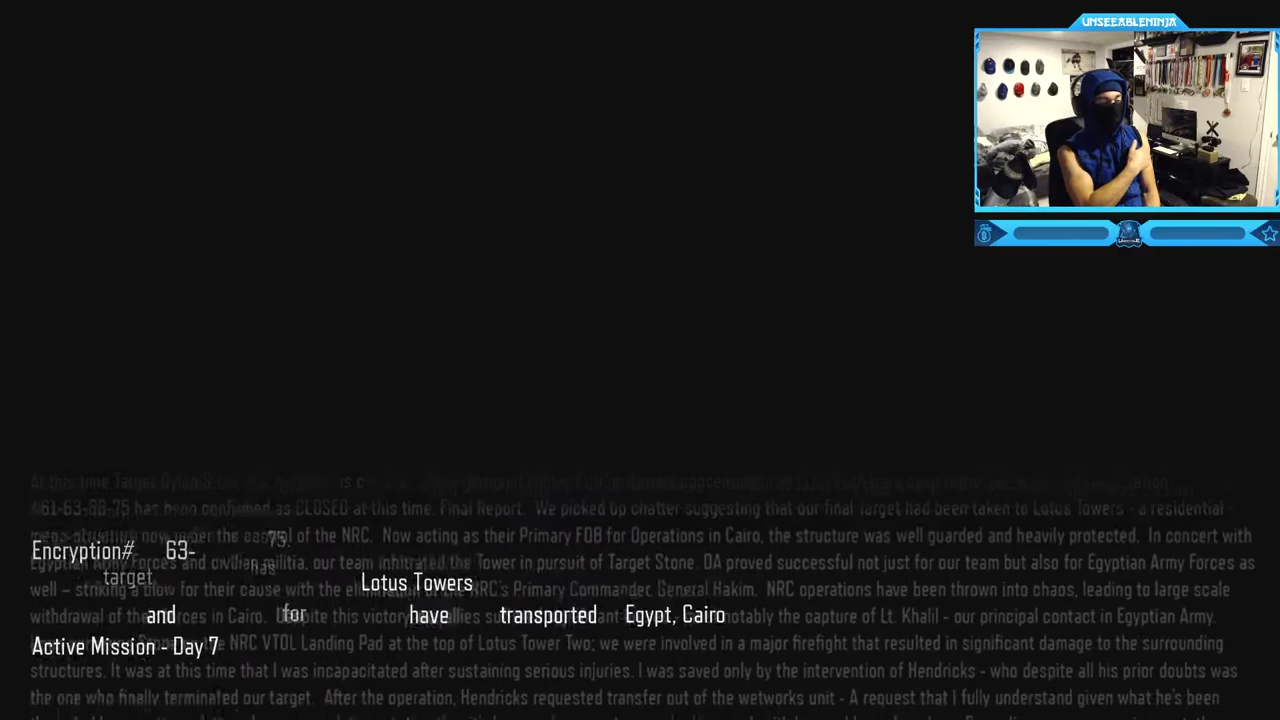 UNSEEABLENINJA
At this time Target Dylan
61-63-68-75 has been confirmed as CLOSED at this time. Final Report. We picked up chatter suggesting that our final Target had been taken to Lotus Towers - a residential
mega-structure now under the control of the NRC. Now acting as their Primary FOB for Operations in Cairo, the structure was well guarded and heavily protected. In concert with
Encryption# 63- 75.
Egyptian Army Forces and civilian militia, our team infiltrated the Tower in pursuit of Target Stone. OA proved successful not just for our team but also for Egyptian Army Forces as
target has Lotus Towers
well – striking a blow for their cause with the elimination of the NRC's Primary Commander, General Hakim. NRC operations have been thrown into chaos, leading to large scale
and for have transported Egypt, Cairo
withdrawal of their forces in Cairo. Despite this victory, notably the capture of Lt. Khalil - our principal contact in Egyptian Army.
Active Mission - Day 7
the NRC VTOL Landing Pad at the top of Lotus Tower Two; we were involved in a major firefight that resulted in significant damage to the surrounding
structures. It was at this time that I was incapacitated after sustaining serious injuries. I was saved only by the intervention of Hendricks - who despite all his prior doubts was
the one who finally terminated our target. After the operation, Hendricks requested transfer out of the wetworks unit - A request that I fully understand given what he's been